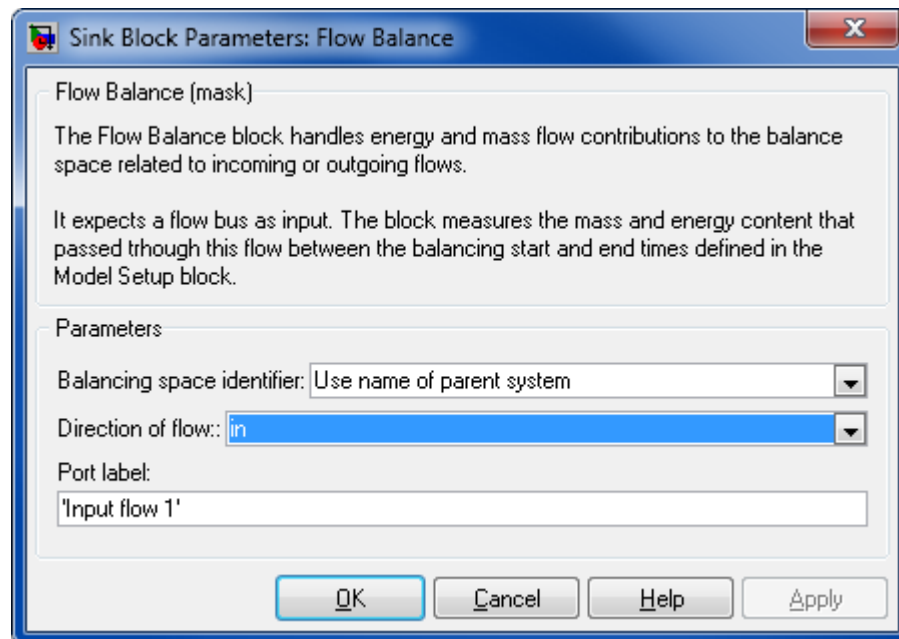 Sink Block Parameters: Flow Balance
Flow Balance (mask)
The Flow Balance block handles energy and mass flow contributions to the balance
space related to incoming or outgoing flows.
It expects a flow bus as input. The block measures the mass and energy content that
passed trhough this flow between the balancing start and end times defined in the
Model Setup block.
Parameters
Balancing space identifier: Use name of parent system
Direction of flow:: in
Port label:
'Input flow 1'
OK Cancel Help Apply